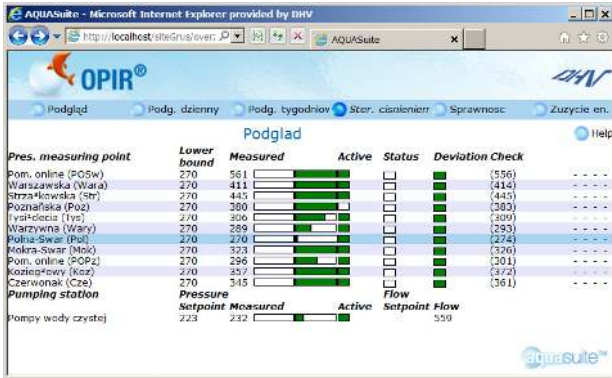 AQUASuite - Microsoft Internet Explorer provided by DHV
http://localhost/siteGrus/over:
AQUASuite
OPIR®
DHV
Podgląd Podg. dzienny Podg. tygodniov Ster. cisnieniem Sprawnosc Zuzycie en.
Podglad
Help
Pres. measuring point Lower bound Measured Active Status Deviation Check
Pom. online (POSw) 270 561 (556) - - - -
Warszawska (Wara) 270 411 (414) - - - -
Strza*kowska (Str) 270 445 (445) - - - -
Poznańska (Poz) 270 380 (383) - - - -
Tysi*clecia (Tys) 270 306 (309) - - - -
Warzywna (Wary) 270 289 (293) - - - -
Polna-Swar (Pol) 270 270 (274) - - - -
Mokra-Swar (Mok) 270 323 (326) - - - -
Pom. online (POPz) 270 296 (301) - - - -
Kozieg*owy (Koz) 270 357 (372) - - - -
Czerwonak (Cze) 270 345 (361) - - - -
Pumping station Pressure Flow
Setpoint Measured Active Setpoint Flow
Pompy wody czystej 223 232 559
aquasuite™